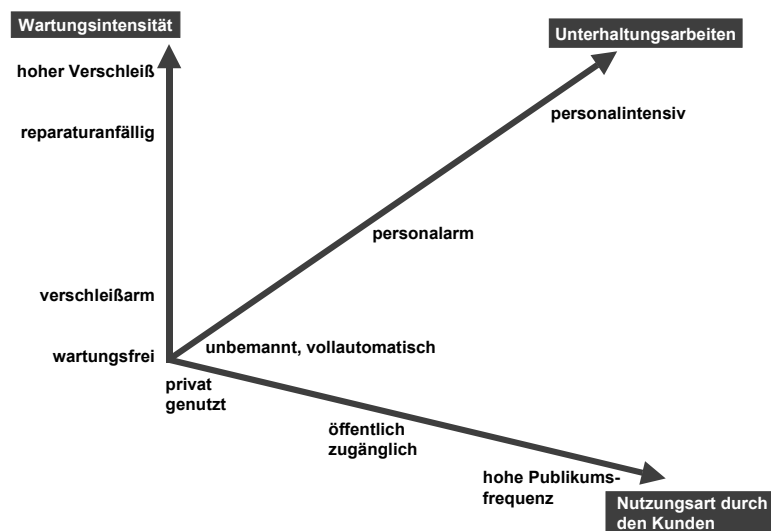 Wartungsintensität
Unterhaltungsarbeiten
hoher Verschleiß
personalintensiv
reparaturanfällig
personalarm
verschleißarm
unbemannt, vollautomatisch
wartungsfrei
privat
genutzt
öffentlich
zugänglich
hohe Publikums-
frequenz
Nutzungsart durch
den Kunden